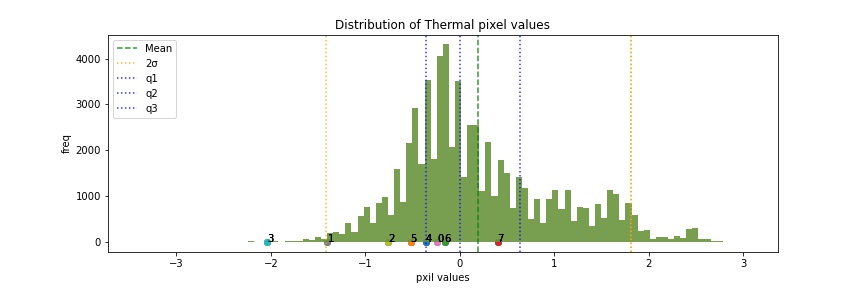 Distribution of Thermal pixel values
Mean
2σ
q1
q2
q3
4000
3000
2000
1000
0
freq
3 1 2 5 4 0 6 7
−3 −2 −1 0 1 2 3
pxil values